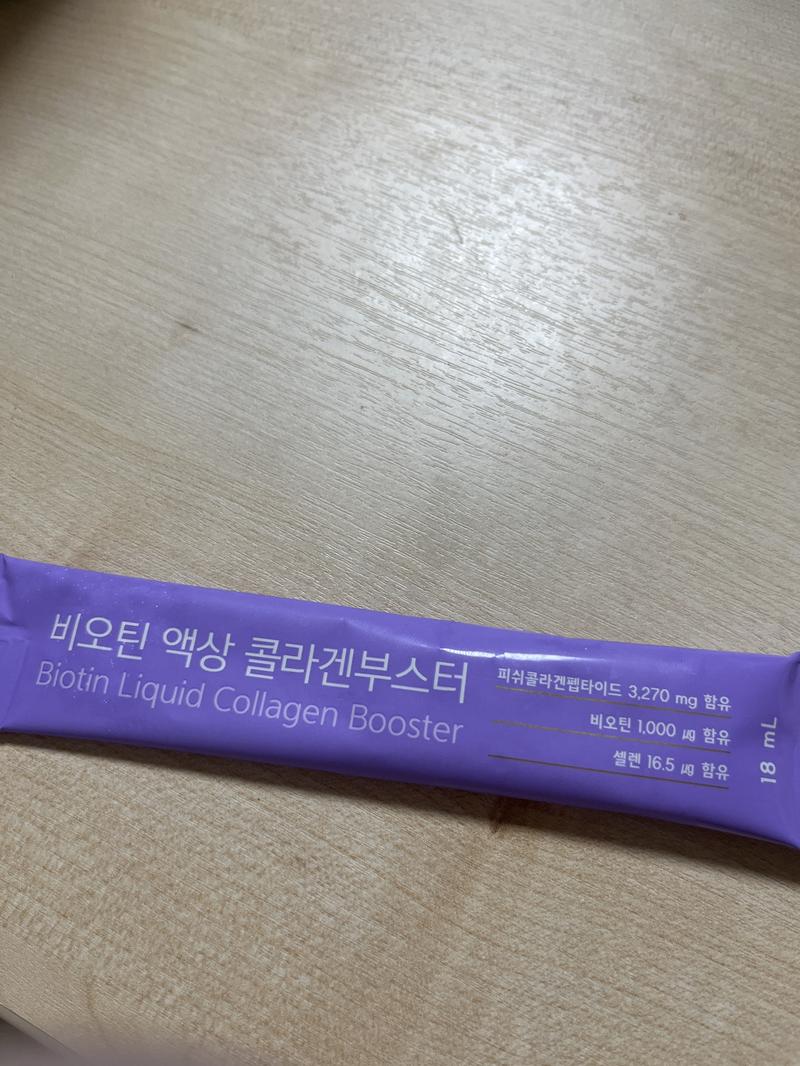 비오틴 액상 콜라겐부스터
Biotin Liquid Collagen Booster
피쉬콜라겐펩타이드 3,270 mg 함유
비오틴 1,000 ㎍ 함유
셀렌 16.5 ㎍ 함유
18 mL